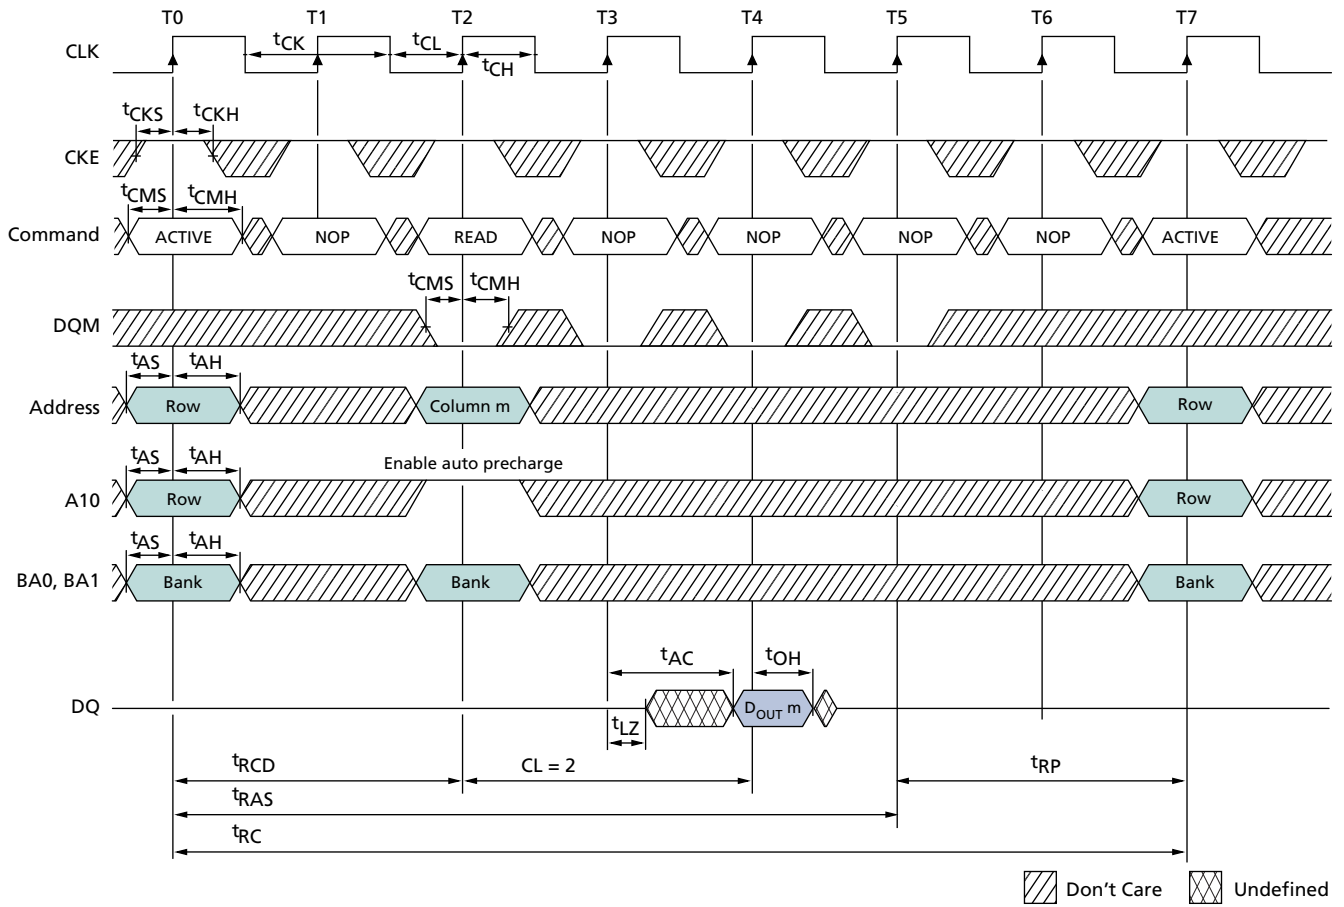 T0 T1 T2 T3 T4 T5 T6 T7
CLK
tCK tCL
tCH
tCKS tCKH
CKE
tCMS tCMH
Command ACTIVE NOP READ NOP NOP NOP NOP ACTIVE
tCMS tCMH
DQM
tAS tAH
Address Row Column m Row
tAS tAH
Enable auto precharge
A10 Row Row
tAS tAH
BA0, BA1 Bank Bank Bank
tAC tOH
DQ DOUT m
tLZ
tRCD CL = 2 tRP
tRAS
tRC
Don't Care Undefined